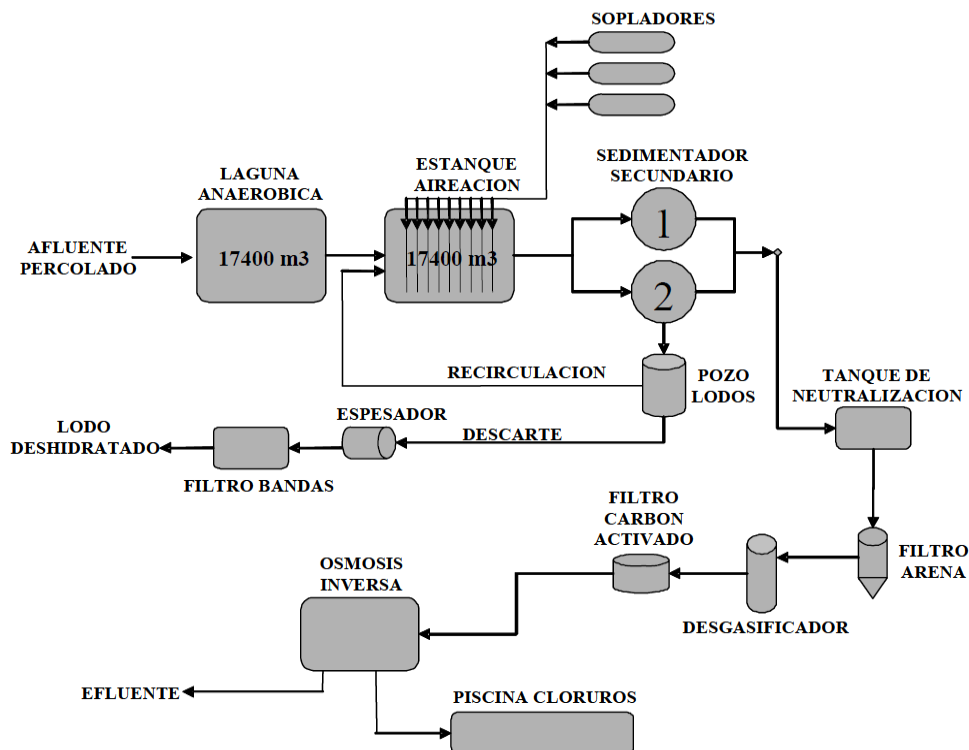 SOPLADORES
SEDIMENTADOR
SECUNDARIO
ESTANQUE
AIREACION
LAGUNA
ANAEROBICA
AFLUENTE
PERCOLADO
17400 m3
17400 m3
1
2
RECIRCULACION
POZO
LODOS
TANQUE DE
NEUTRALIZACION
LODO
DESHIDRATADO
ESPESADOR
DESCARTE
FILTRO BANDAS
FILTRO
CARBON
ACTIVADO
FILTRO
ARENA
DESGASIFICADOR
OSMOSIS
INVERSA
EFLUENTE
PISCINA CLORUROS